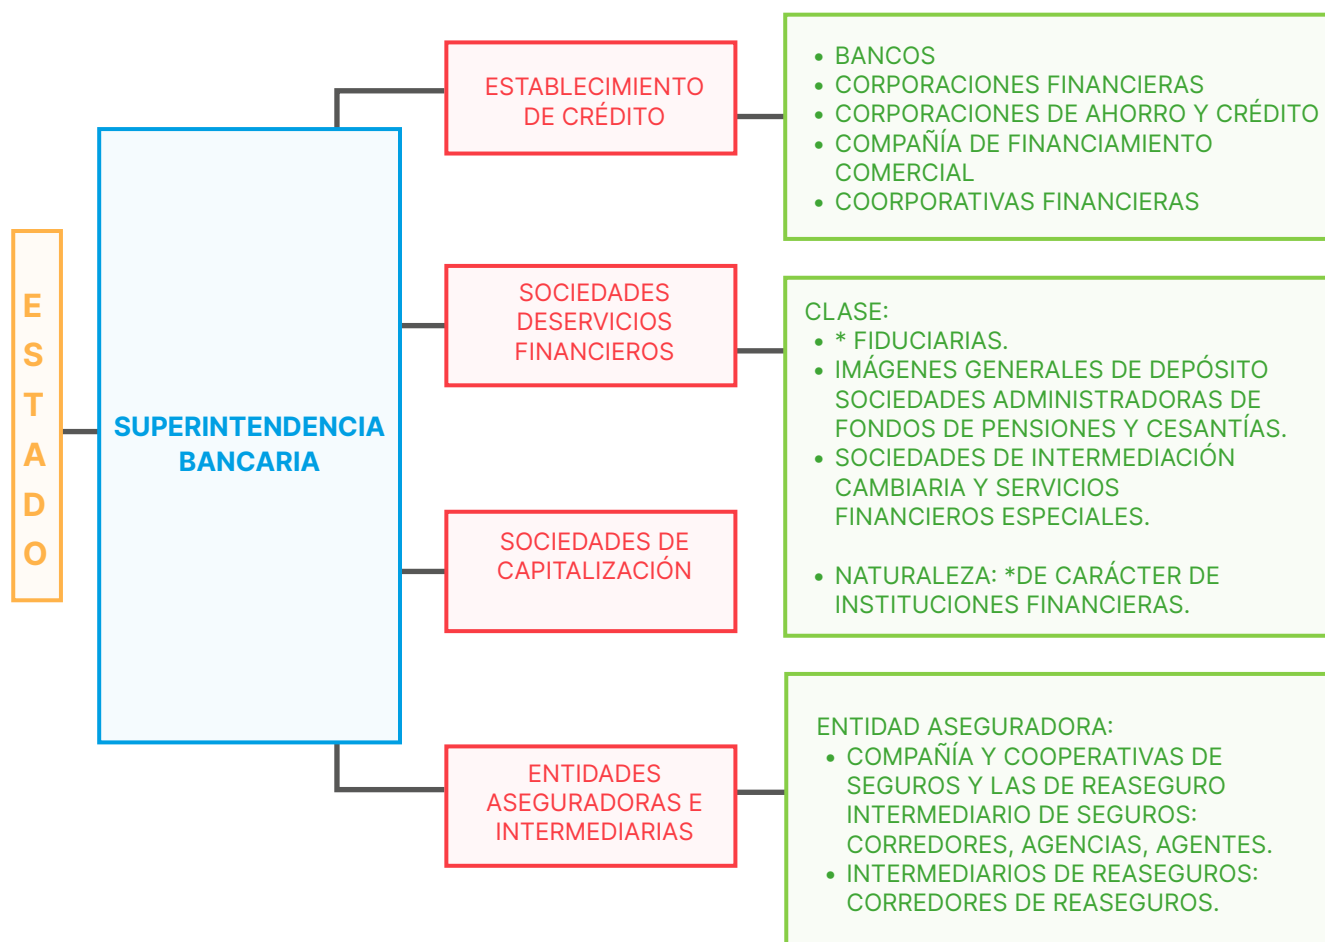 ESTADO
SUPERINTENDENCIA
BANCARIA
ESTABLECIMIENTO
DE CRÉDITO
• BANCOS
• CORPORACIONES FINANCIERAS
• CORPORACIONES DE AHORRO Y CRÉDITO
• COMPAÑÍA DE FINANCIAMIENTO
COMERCIAL
• COORPORATIVAS FINANCIERAS
SOCIEDADES
DESERVICIOS
FINANCIEROS
CLASE:
• * FIDUCIARIAS.
• IMÁGENES GENERALES DE DEPÓSITO
SOCIEDADES ADMINISTRADORAS DE
FONDOS DE PENSIONES Y CESANTÍAS.
• SOCIEDADES DE INTERMEDIACIÓN
CAMBIARIA Y SERVICIOS
FINANCIEROS ESPECIALES.
• NATURALEZA: *DE CARÁCTER DE
INSTITUCIONES FINANCIERAS.
SOCIEDADES DE
CAPITALIZACIÓN
ENTIDADES
ASEGURADORAS E
INTERMEDIARIAS
ENTIDAD ASEGURADORA:
• COMPAÑÍA Y COOPERATIVAS DE
SEGUROS Y LAS DE REASEGURO
INTERMEDIARIO DE SEGUROS:
CORREDORES, AGENCIAS, AGENTES.
• INTERMEDIARIOS DE REASEGUROS:
CORREDORES DE REASEGUROS.